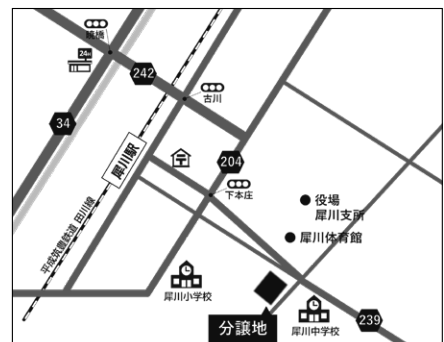 24H
鏡橋
242
古川
34
犀川駅
204
下本庄
平成筑豊鉄道 田川線
役場
犀川支所
犀川体育館
犀川小学校
分譲地
犀川中学校
239